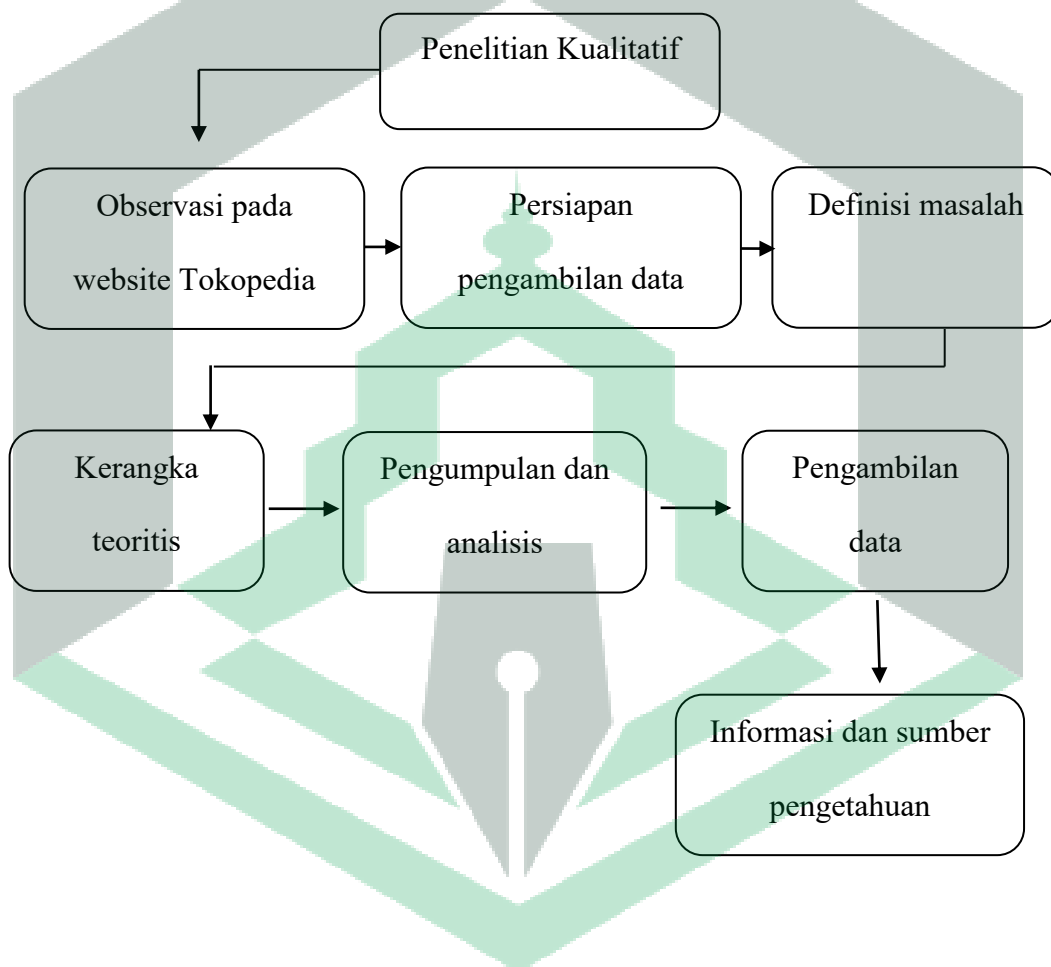 Penelitian Kualitatif
Observasi pada
website Tokopedia
Persiapan
pengambilan data
Definisi masalah
Kerangka
teoritis
Pengumpulan dan
analisis
Pengambilan
data
Informasi dan sumber
pengetahuan